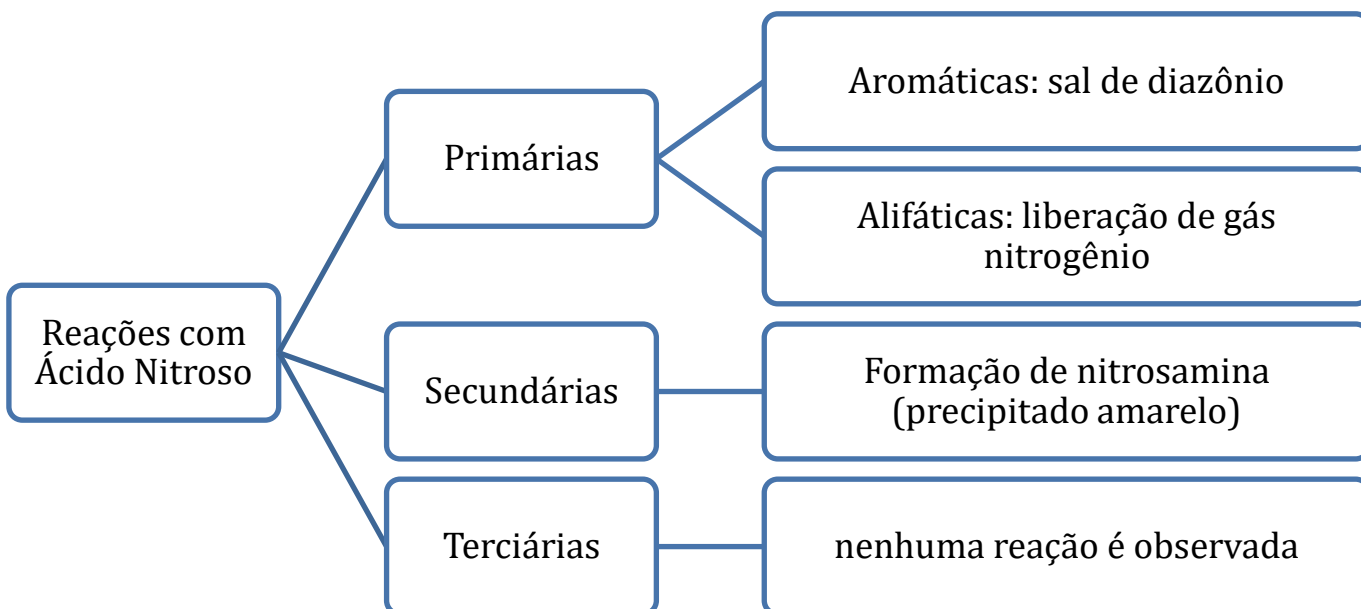 Reações com
Ácido Nitroso
Primárias
Aromáticas: sal de diazônio
Alifáticas: liberação de gás
nitrogênio
Secundárias
Formação de nitrosamina
(precipitado amarelo)
Terciárias
nenhuma reação é observada